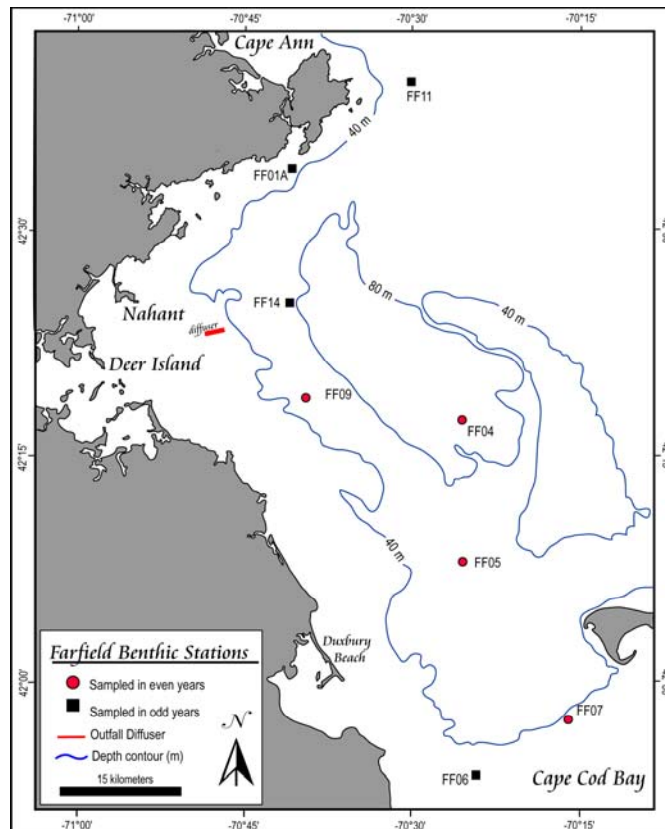 -71°00'
-70°45'
-70°30'
-70°15'
Cape Ann
FF11
40 m
FF01A
42°30'
80 m
40 m
FF14
Nahant
diffuser
Deer Island
FF09
FF04
42°15'
40 m
FF05
Duxbury
Beach
Farfield Benthic Stations
Sampled in even years
Sampled in odd years
Outfall Diffuser
Depth contour (m)
15 kilometers
N
42°00'
FF07
FF06
Cape Cod Bay
-71°00'
-70°45'
-70°30'
-70°15'